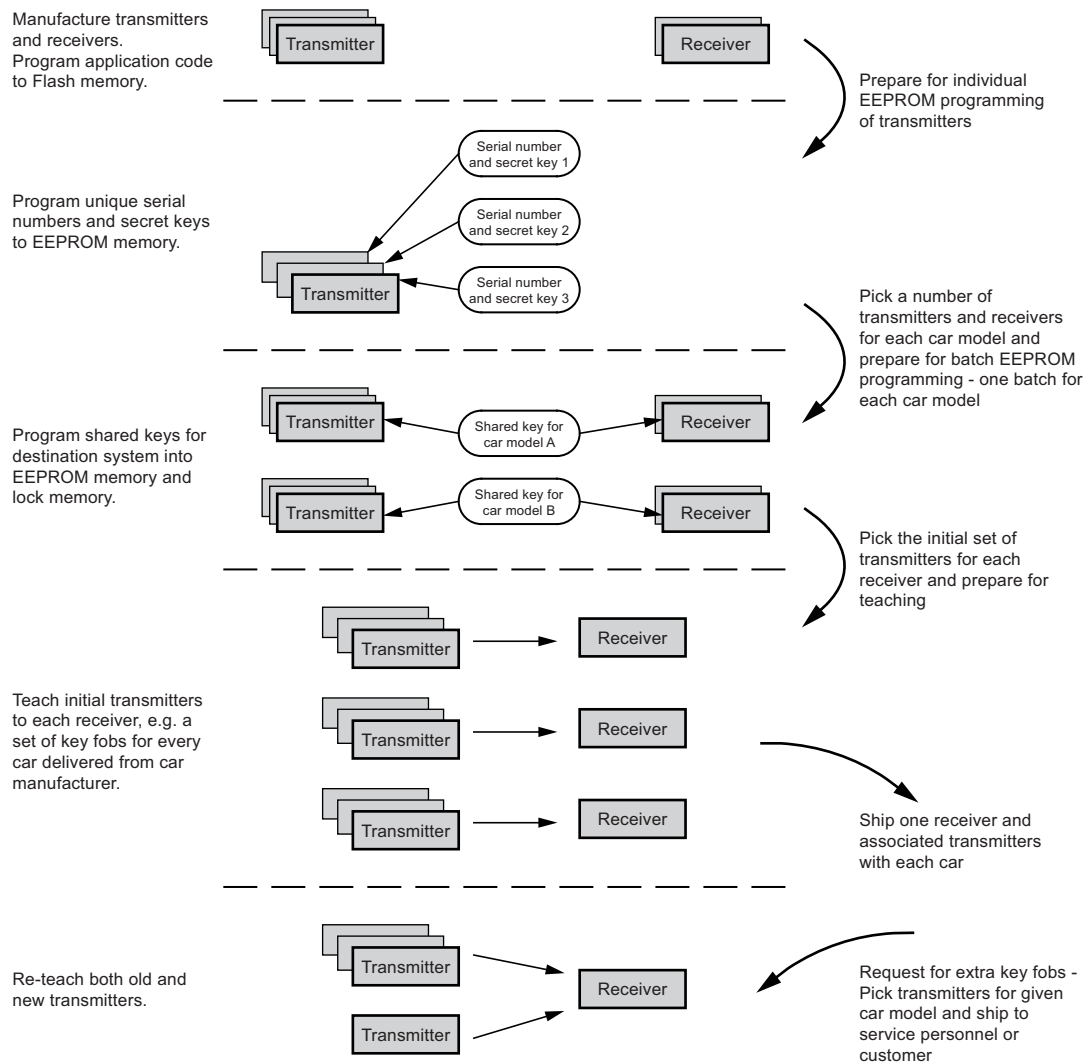 Manufacture transmitters
and receivers.
Program application code
to Flash memory.
Transmitter
Receiver
Prepare for individual
EEPROM programming
of transmitters
Program unique serial
numbers and secret keys
to EEPROM memory.
Serial number
and secret key 1
Serial number
and secret key 2
Serial number
and secret key 3
Transmitter
Pick a number of
transmitters and receivers
for each car model and
prepare for batch EEPROM
programming - one batch for
each car model
Program shared keys for
destination system into
EEPROM memory and
lock memory.
Transmitter
Shared key for
car model A
Receiver
Transmitter
Shared key for
car model B
Receiver
Pick the initial set of
transmitters for each
receiver and prepare for
teaching
Teach initial transmitters
to each receiver, e.g. a
set of key fobs for every
car delivered from car
manufacturer.
Transmitter
Receiver
Transmitter
Receiver
Transmitter
Receiver
Ship one receiver and
associated transmitters
with each car
Re-teach both old and
new transmitters.
Transmitter
Receiver
Transmitter
Request for extra key fobs -
Pick transmitters for given
car model and ship to
service personnel or
customer